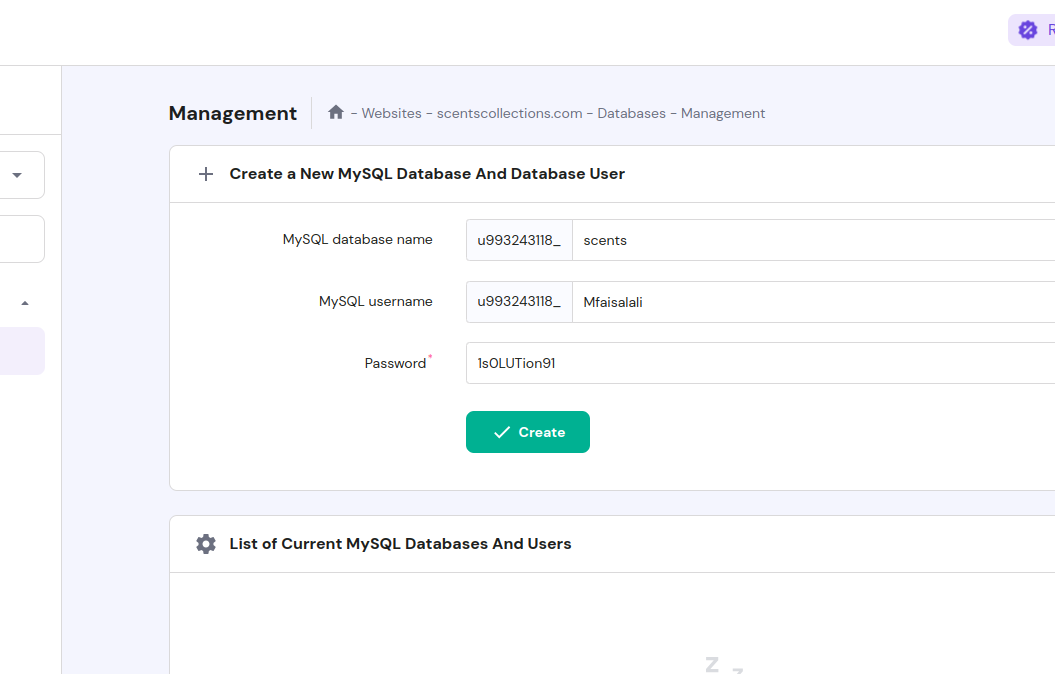 R
Management - Websites - scentscollections.com - Databases - Management
Create a New MySQL Database And Database User
MySQL database name u993243118_ scents
MySQL username u993243118_ Mfaisalali
Password* 1s0LUTion91
Create
List of Current MySQL Databases And Users
z z